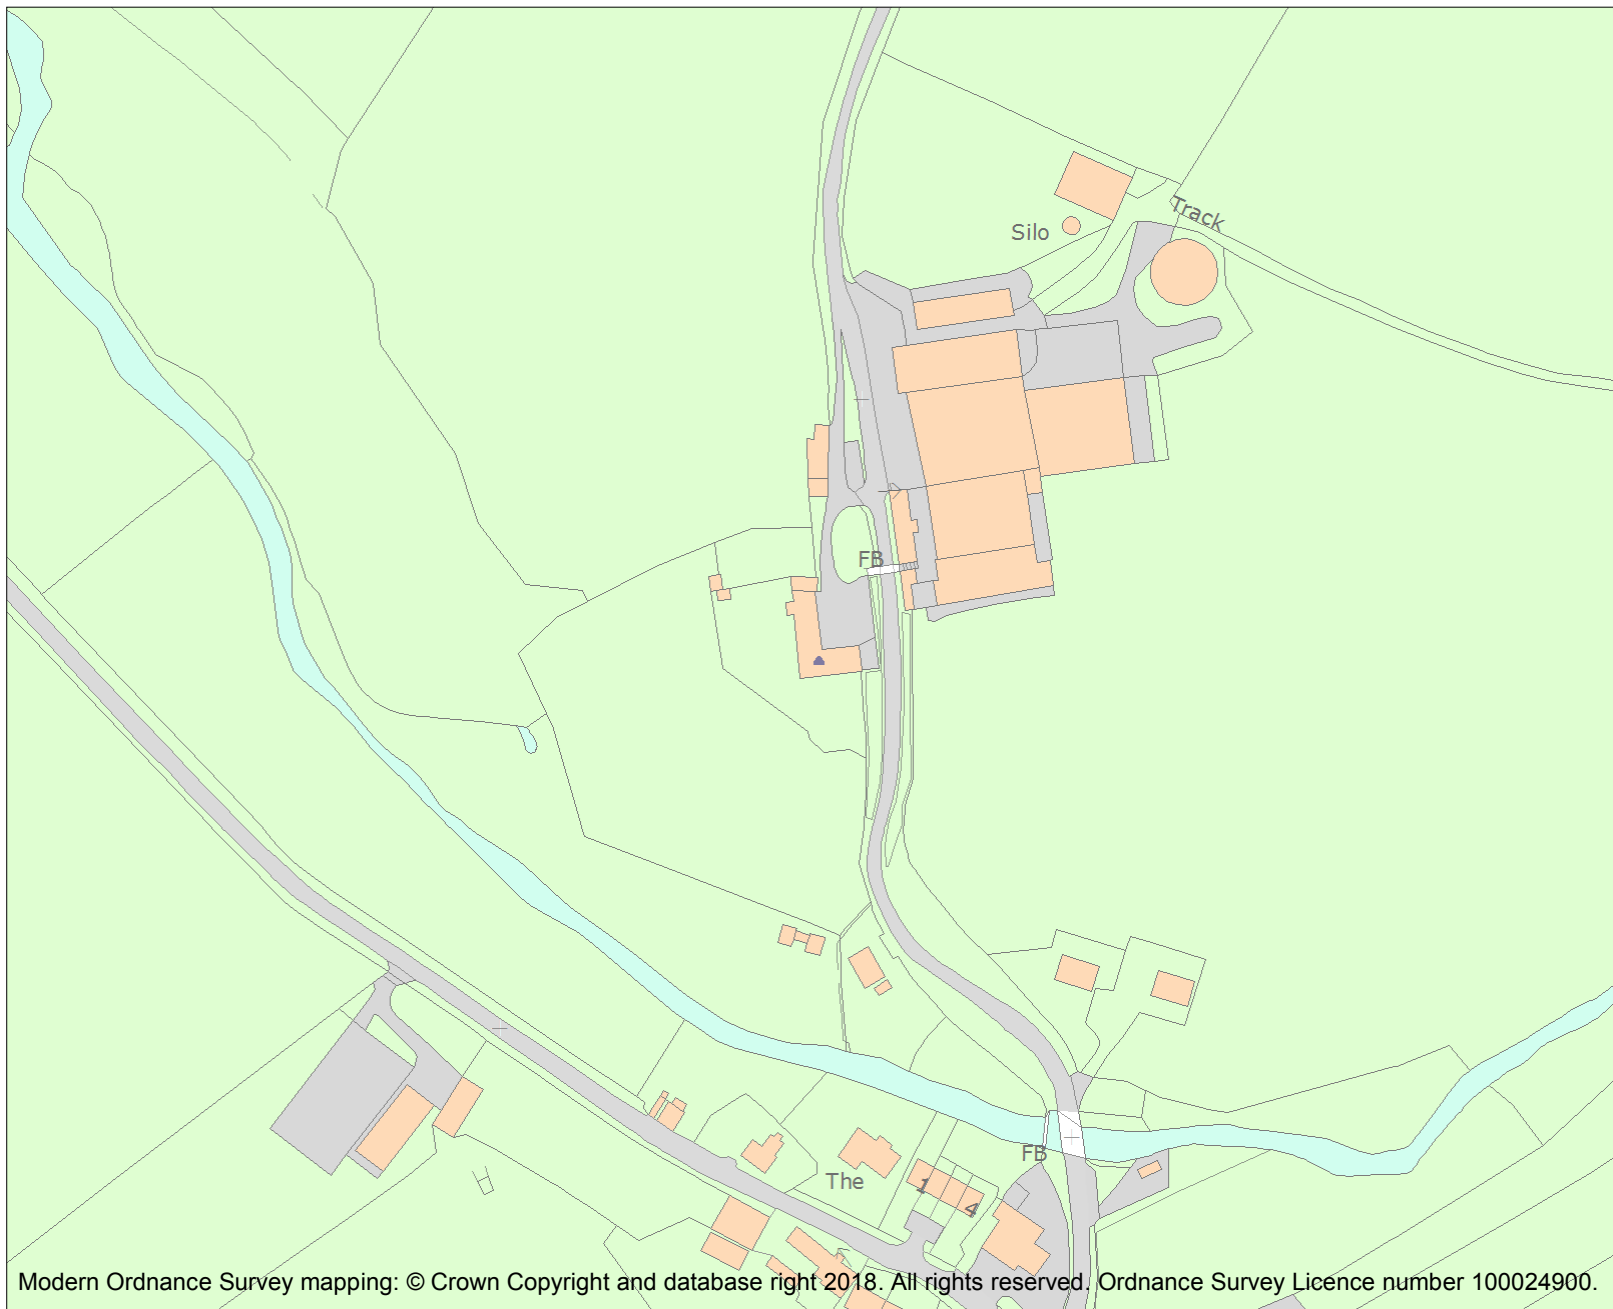 Track
Silo
FB
FB
The
1
4
Modern Ordnance Survey mapping: © Crown Copyright and database right 2018. All rights reserved. Ordnance Survey Licence number 100024900.